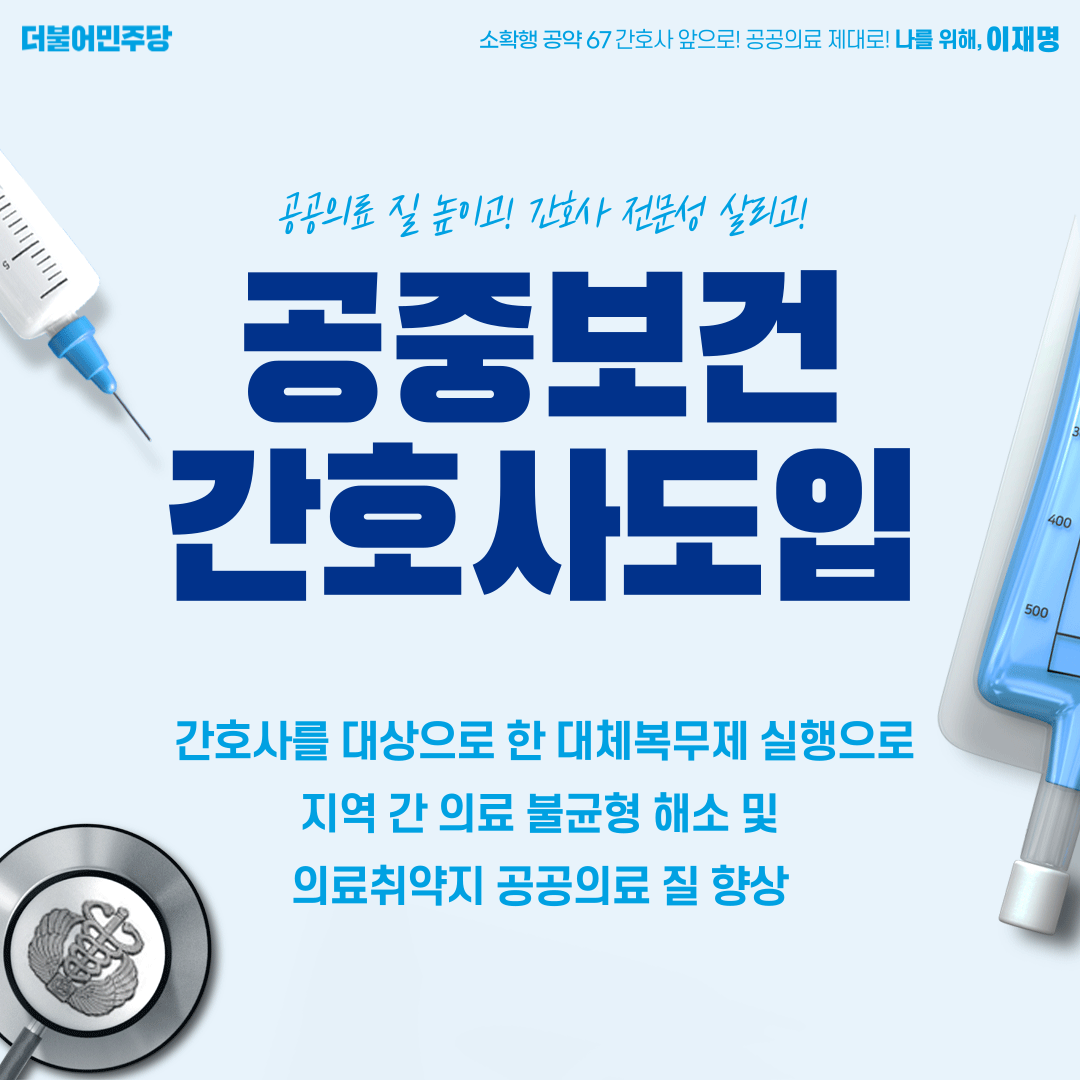 더불어민주당
소확행 공약 67 간호사 앞으로! 공공의료 제대로! 나를 위해, 이재명
공공의료 질 높이고! 간호사 전문성 살리고!
공중보건
간호사도입
간호사를 대상으로 한 대체복무제 실행으로
지역 간 의료 불균형 해소 및
의료취약지 공공의료 질 향상
5
400
500